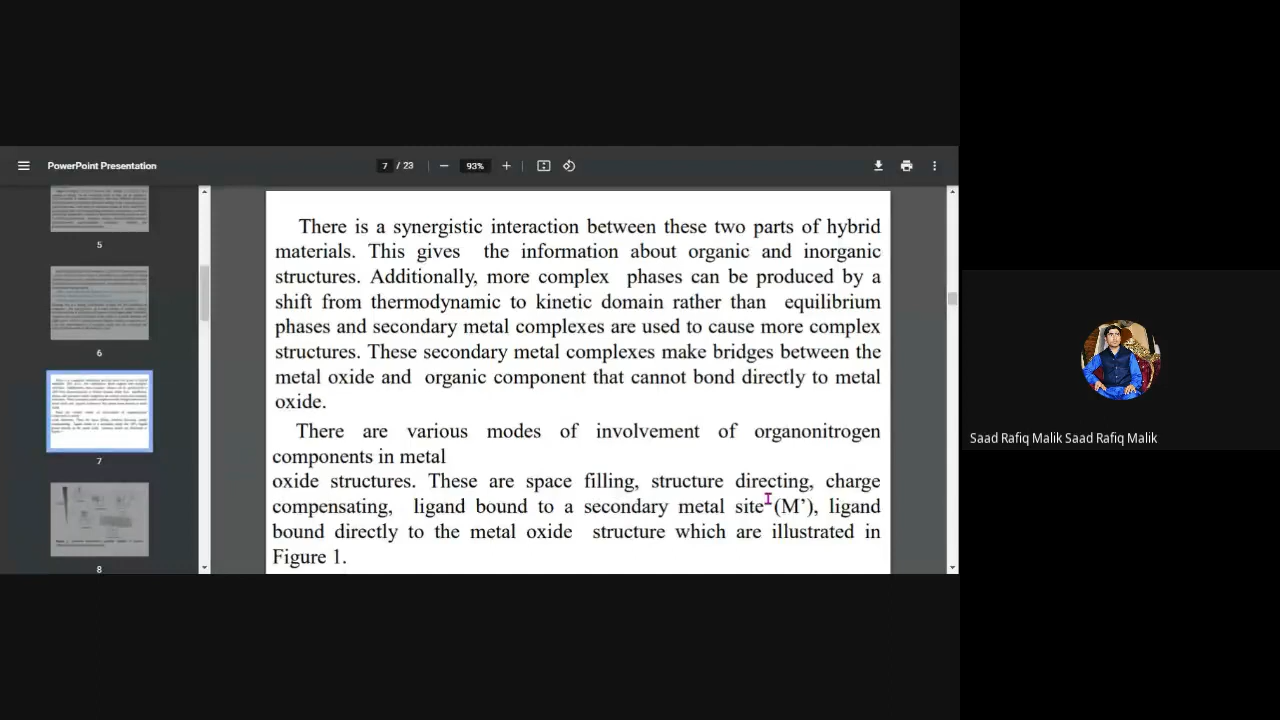 PowerPoint Presentation
7 / 23
93%
5
6
7
8
There is a synergistic interaction between these two parts of hybrid
materials. This gives the information about organic and inorganic
structures. Additionally, more complex phases can be produced by a
shift from thermodynamic to kinetic domain rather than equilibrium
phases and secondary metal complexes are used to cause more complex
structures. These secondary metal complexes make bridges between the
metal oxide and organic component that cannot bond directly to metal
oxide.
There are various modes of involvement of organonitrogen
components in metal
oxide structures. These are space filling, structure directing, charge
compensating, ligand bound to a secondary metal site (M’), ligand
bound directly to the metal oxide structure which are illustrated in
Figure 1.
Saad Rafiq Malik Saad Rafiq Malik